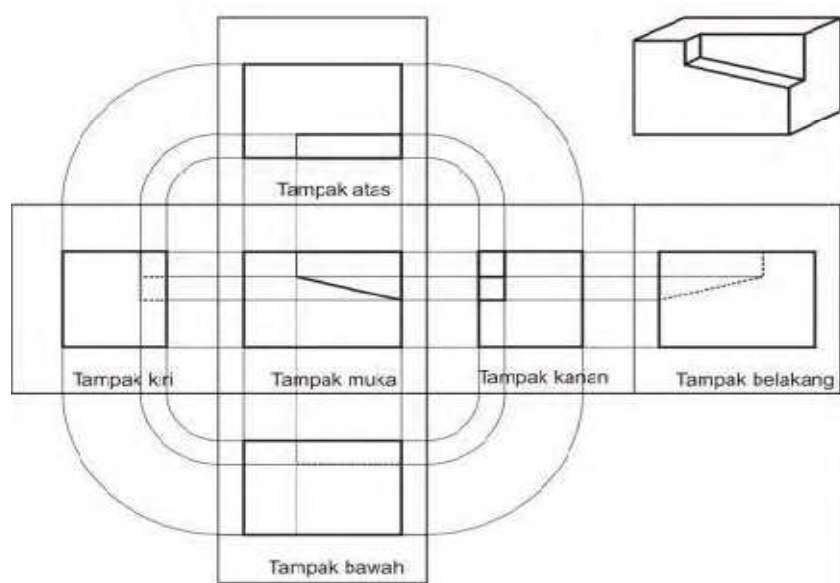 Tampak atas
Tampak kiri
Tampak muka
Tampak kanan
Tampak belakang
Tampak bawah